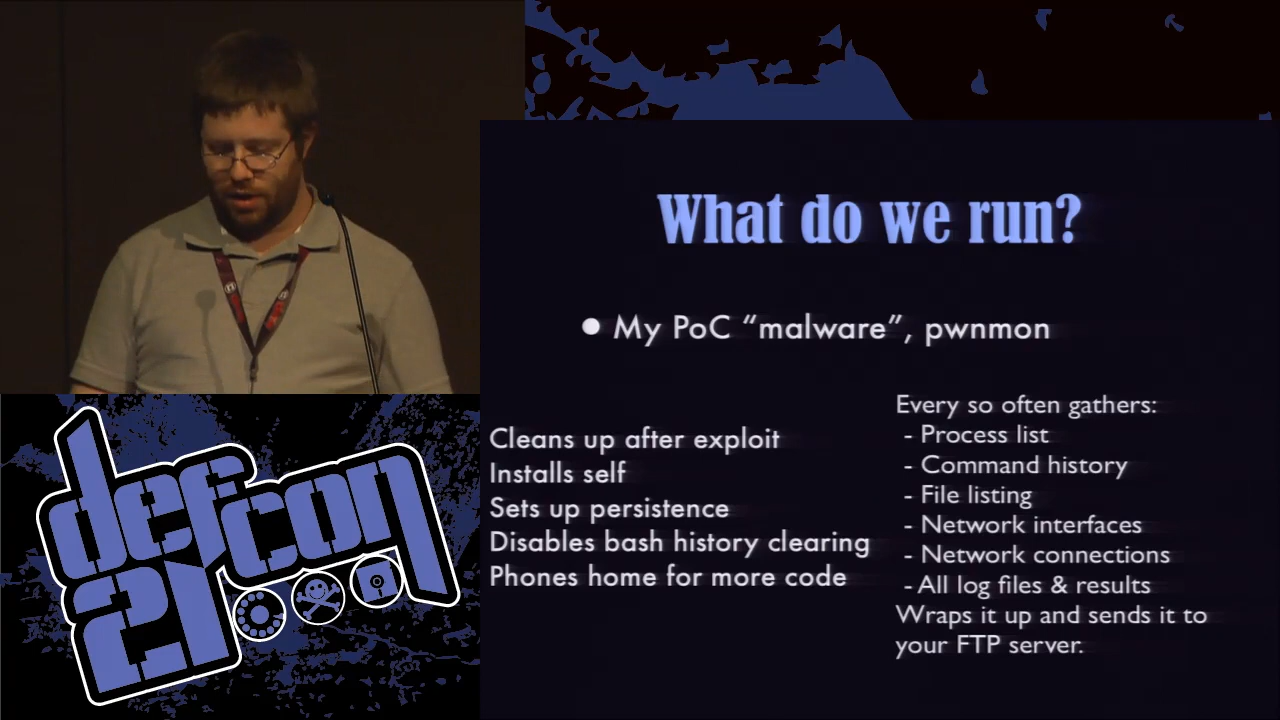 What do we run?
● My PoC “malware”, pwnmon
Cleans up after exploit
Installs self
Sets up persistence
Disables bash history clearing
Phones home for more code
Every so often gathers:
- Process list
- Command history
- File listing
- Network interfaces
- Network connections
- All log files & results
Wraps it up and sends it to
your FTP server.
defcon
21